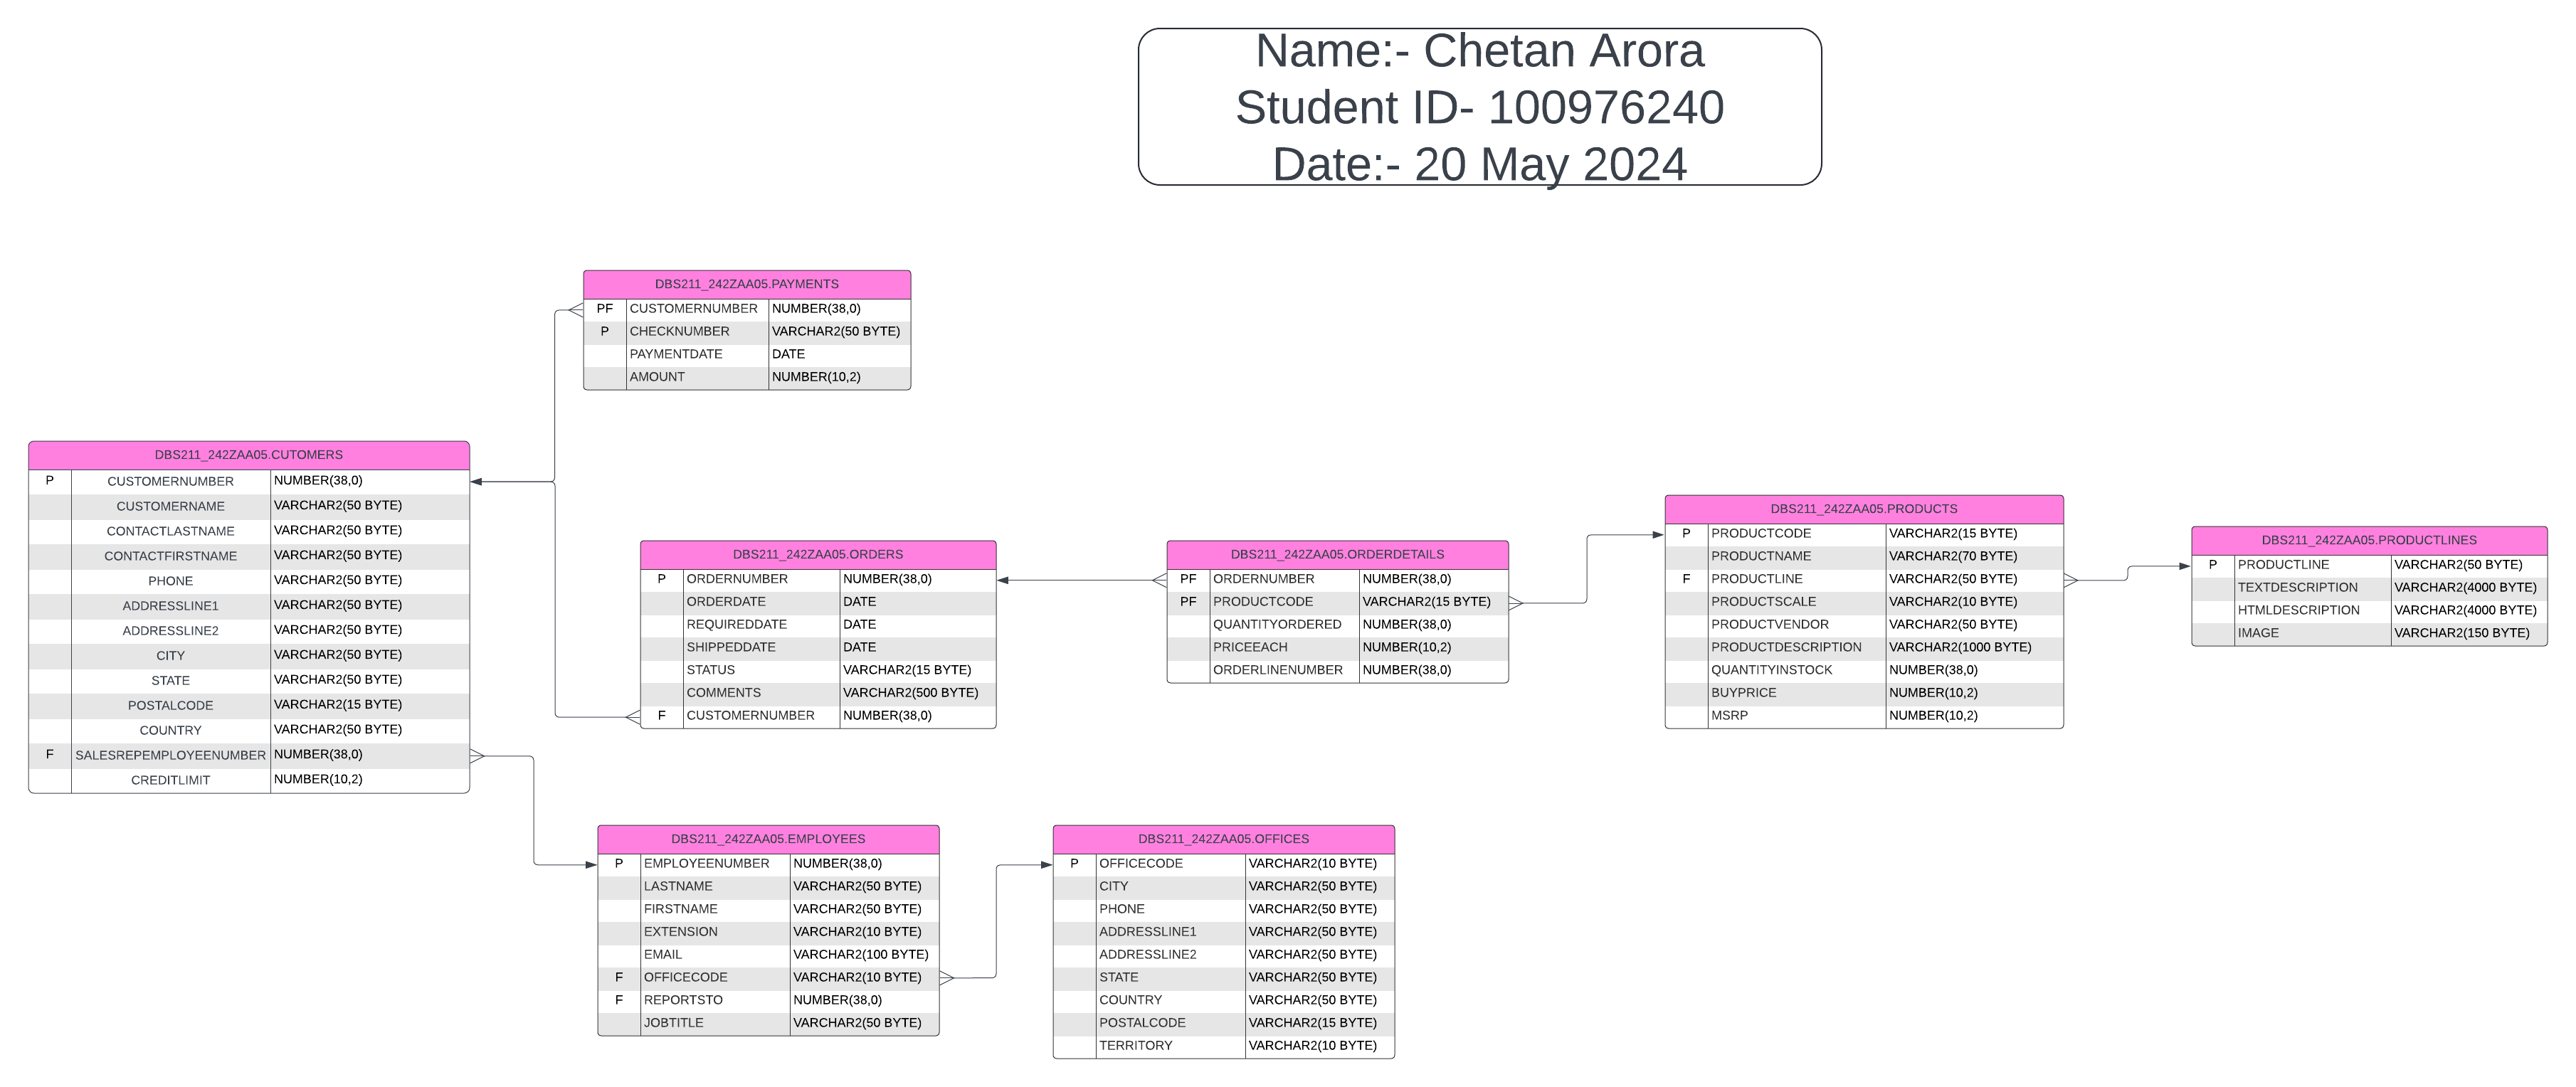 Name:- Chetan Arora
Student ID- 100976240
Date:- 20 May 2024
DBS211_242ZAA05.PAYMENTS
PF CUSTOMERNUMBER NUMBER(38,0)
P CHECKNUMBER VARCHAR2(50 BYTE)
PAYMENTDATE DATE
AMOUNT NUMBER(10,2)
DBS211_242ZAA05.CUTOMERS
P CUSTOMERNUMBER NUMBER(38,0)
CUSTOMERNAME VARCHAR2(50 BYTE)
CONTACTLASTNAME VARCHAR2(50 BYTE)
CONTACTFIRSTNAME VARCHAR2(50 BYTE)
PHONE VARCHAR2(50 BYTE)
ADDRESSLINE1 VARCHAR2(50 BYTE)
ADDRESSLINE2 VARCHAR2(50 BYTE)
CITY VARCHAR2(50 BYTE)
STATE VARCHAR2(50 BYTE)
POSTALCODE VARCHAR2(15 BYTE)
COUNTRY VARCHAR2(50 BYTE)
F SALESREPEMPLOYEENUMBER NUMBER(38,0)
CREDITLIMIT NUMBER(10,2)
DBS211_242ZAA05.ORDERS
P ORDERNUMBER NUMBER(38,0)
ORDERDATE DATE
REQUIREDDATE DATE
SHIPPEDDATE DATE
STATUS VARCHAR2(15 BYTE)
COMMENTS VARCHAR2(500 BYTE)
F CUSTOMERNUMBER NUMBER(38,0)
DBS211_242ZAA05.ORDERDETAILS
PF ORDERNUMBER NUMBER(38,0)
PF PRODUCTCODE VARCHAR2(15 BYTE)
QUANTITYORDERED NUMBER(38,0)
PRICEEACH NUMBER(10,2)
ORDERLINENUMBER NUMBER(38,0)
DBS211_242ZAA05.PRODUCTS
P PRODUCTCODE VARCHAR2(15 BYTE)
PRODUCTNAME VARCHAR2(70 BYTE)
F PRODUCTLINE VARCHAR2(50 BYTE)
PRODUCTSCALE VARCHAR2(10 BYTE)
PRODUCTVENDOR VARCHAR2(50 BYTE)
PRODUCTDESCRIPTION VARCHAR2(1000 BYTE)
QUANTITYINSTOCK NUMBER(38,0)
BUYPRICE NUMBER(10,2)
MSRP NUMBER(10,2)
DBS211_242ZAA05.PRODUCTLINES
P PRODUCTLINE VARCHAR2(50 BYTE)
TEXTDESCRIPTION VARCHAR2(4000 BYTE)
HTMLDESCRIPTION VARCHAR2(4000 BYTE)
IMAGE VARCHAR2(150 BYTE)
DBS211_242ZAA05.EMPLOYEES
P EMPLOYEENUMBER NUMBER(38,0)
LASTNAME VARCHAR2(50 BYTE)
FIRSTNAME VARCHAR2(50 BYTE)
EXTENSION VARCHAR2(10 BYTE)
EMAIL VARCHAR2(100 BYTE)
F OFFICECODE VARCHAR2(10 BYTE)
F REPORTSTO NUMBER(38,0)
JOBTITLE VARCHAR2(50 BYTE)
DBS211_242ZAA05.OFFICES
P OFFICECODE VARCHAR2(10 BYTE)
CITY VARCHAR2(50 BYTE)
PHONE VARCHAR2(50 BYTE)
ADDRESSLINE1 VARCHAR2(50 BYTE)
ADDRESSLINE2 VARCHAR2(50 BYTE)
STATE VARCHAR2(50 BYTE)
COUNTRY VARCHAR2(50 BYTE)
POSTALCODE VARCHAR2(15 BYTE)
TERRITORY VARCHAR2(10 BYTE)